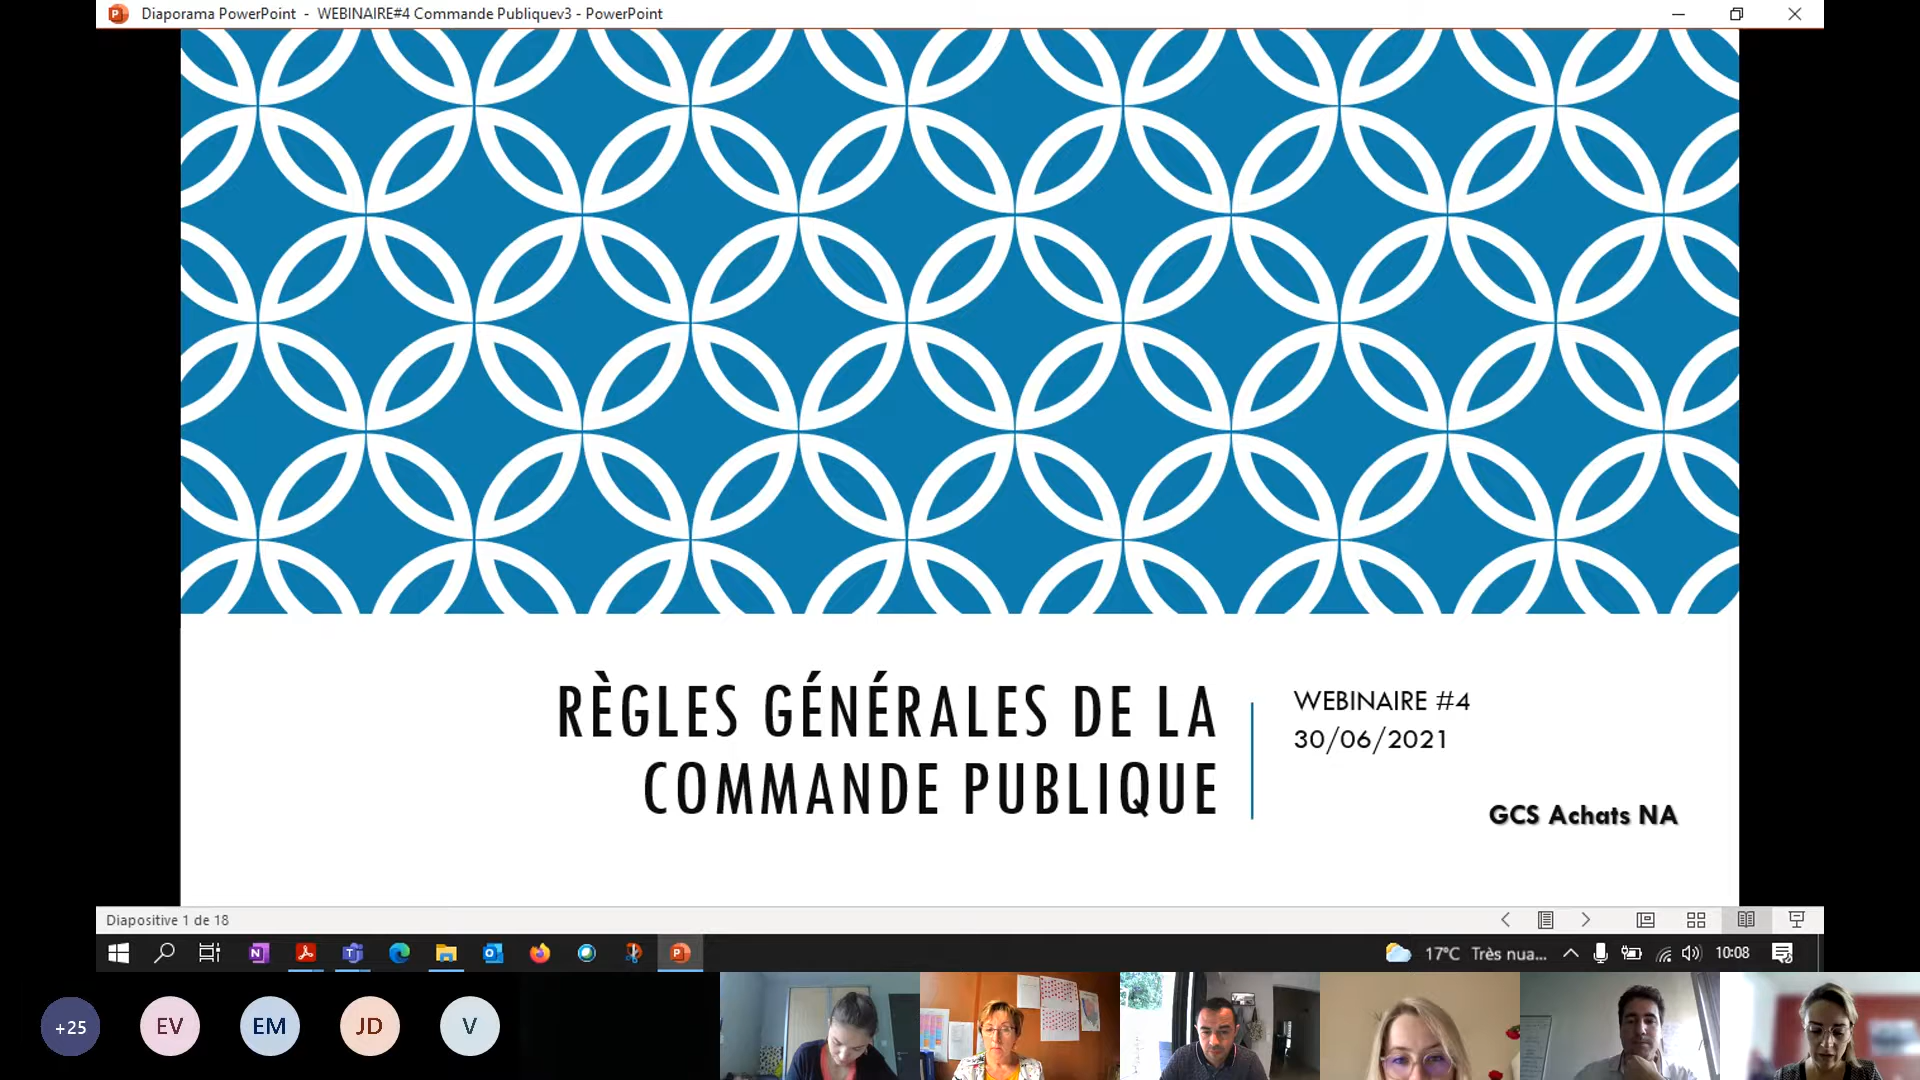 Diaporama PowerPoint - WEBINAIRE#4 Commande Publiquev3 - PowerPoint
RÈGLES GÉNÉRALES DE LA
COMMANDE PUBLIQUE
WEBINAIRE #4
30/06/2021
GCS Achats NA
Diapositive 1 de 18
17°C Très nua... 10:08
+25
EV
EM
JD
V